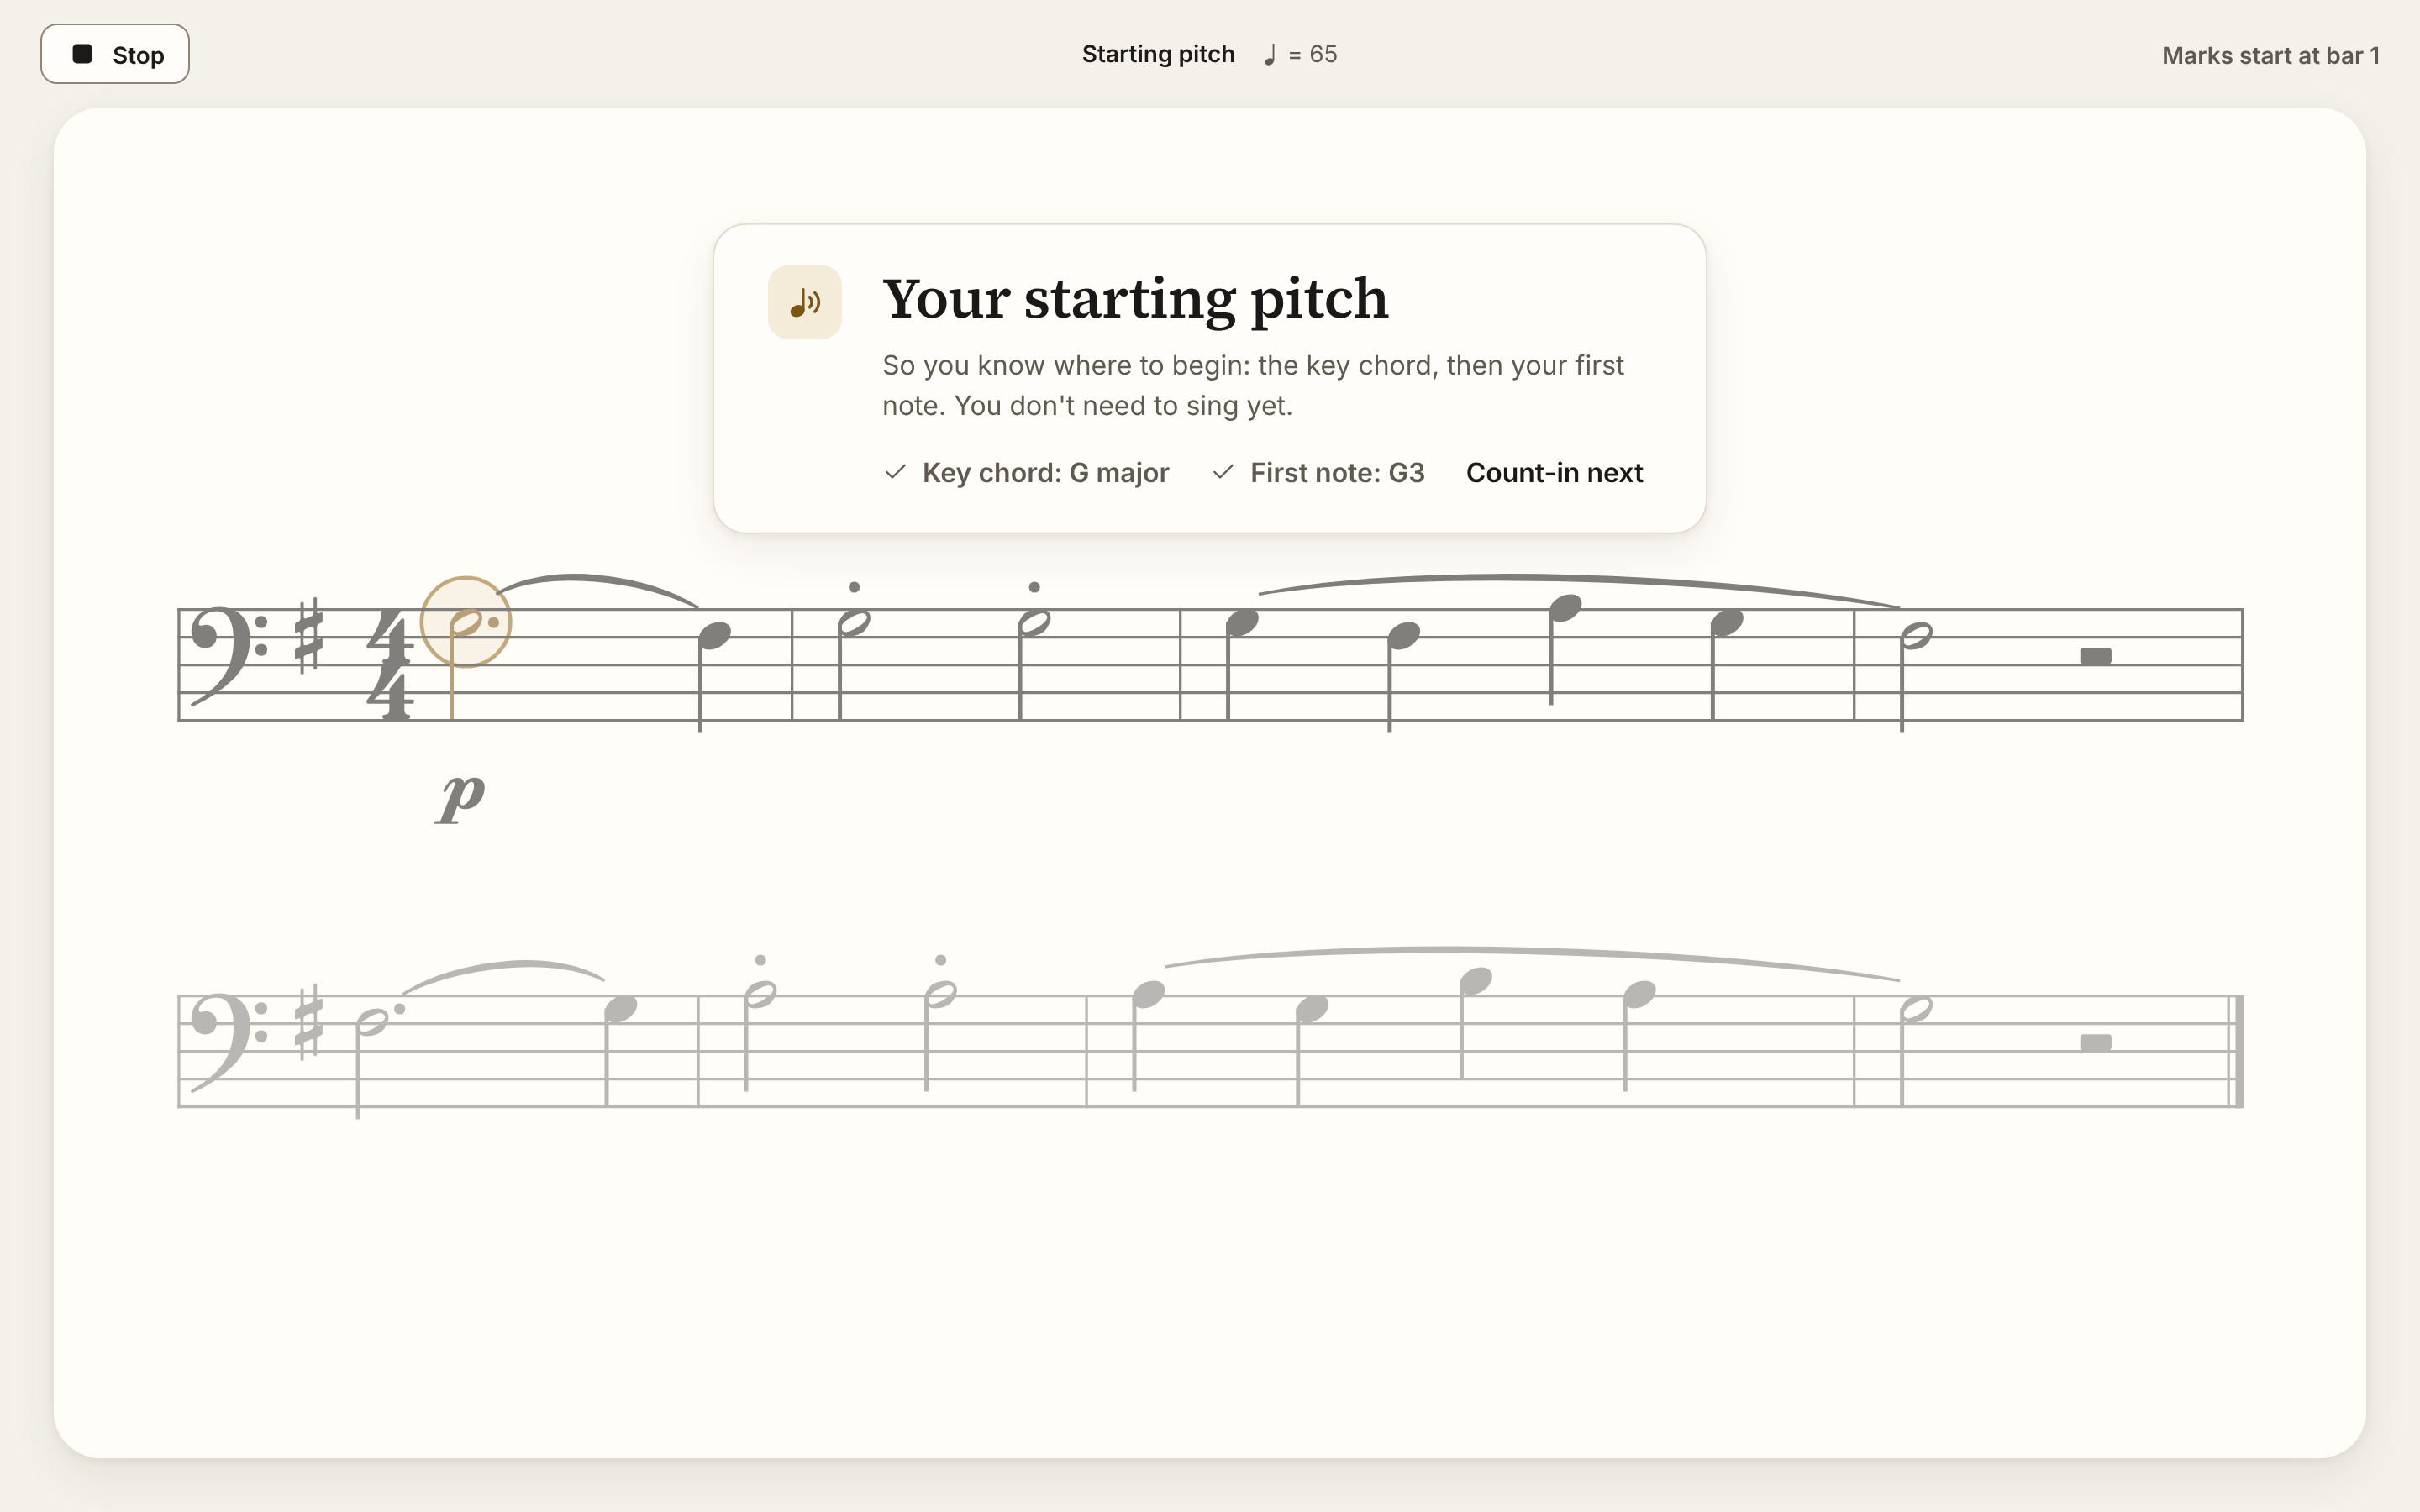 Stop
Starting pitch ♩ = 65
Marks start at bar 1
Your starting pitch
So you know where to begin: the key chord, then your first
note. You don't need to sing yet.
✓ Key chord: G major ✓ First note: G3 Count-in next
4
4
p